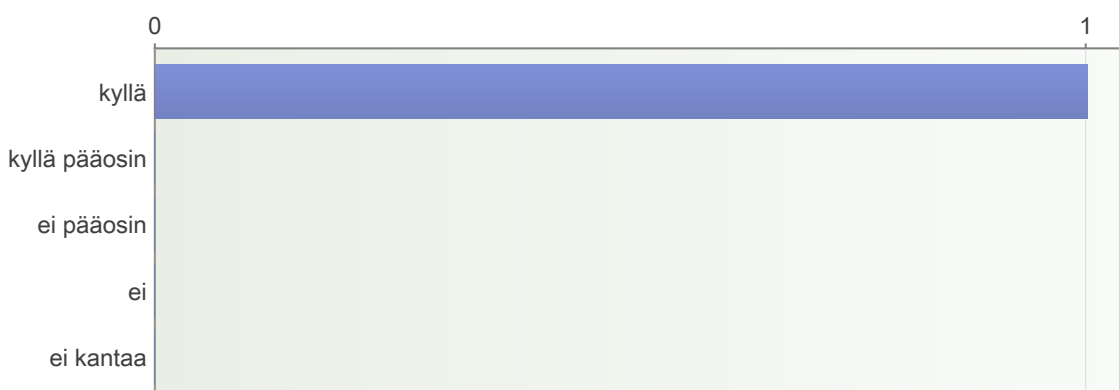 0 1
kyllä
kyllä pääosin
ei pääosin
ei
ei kantaa